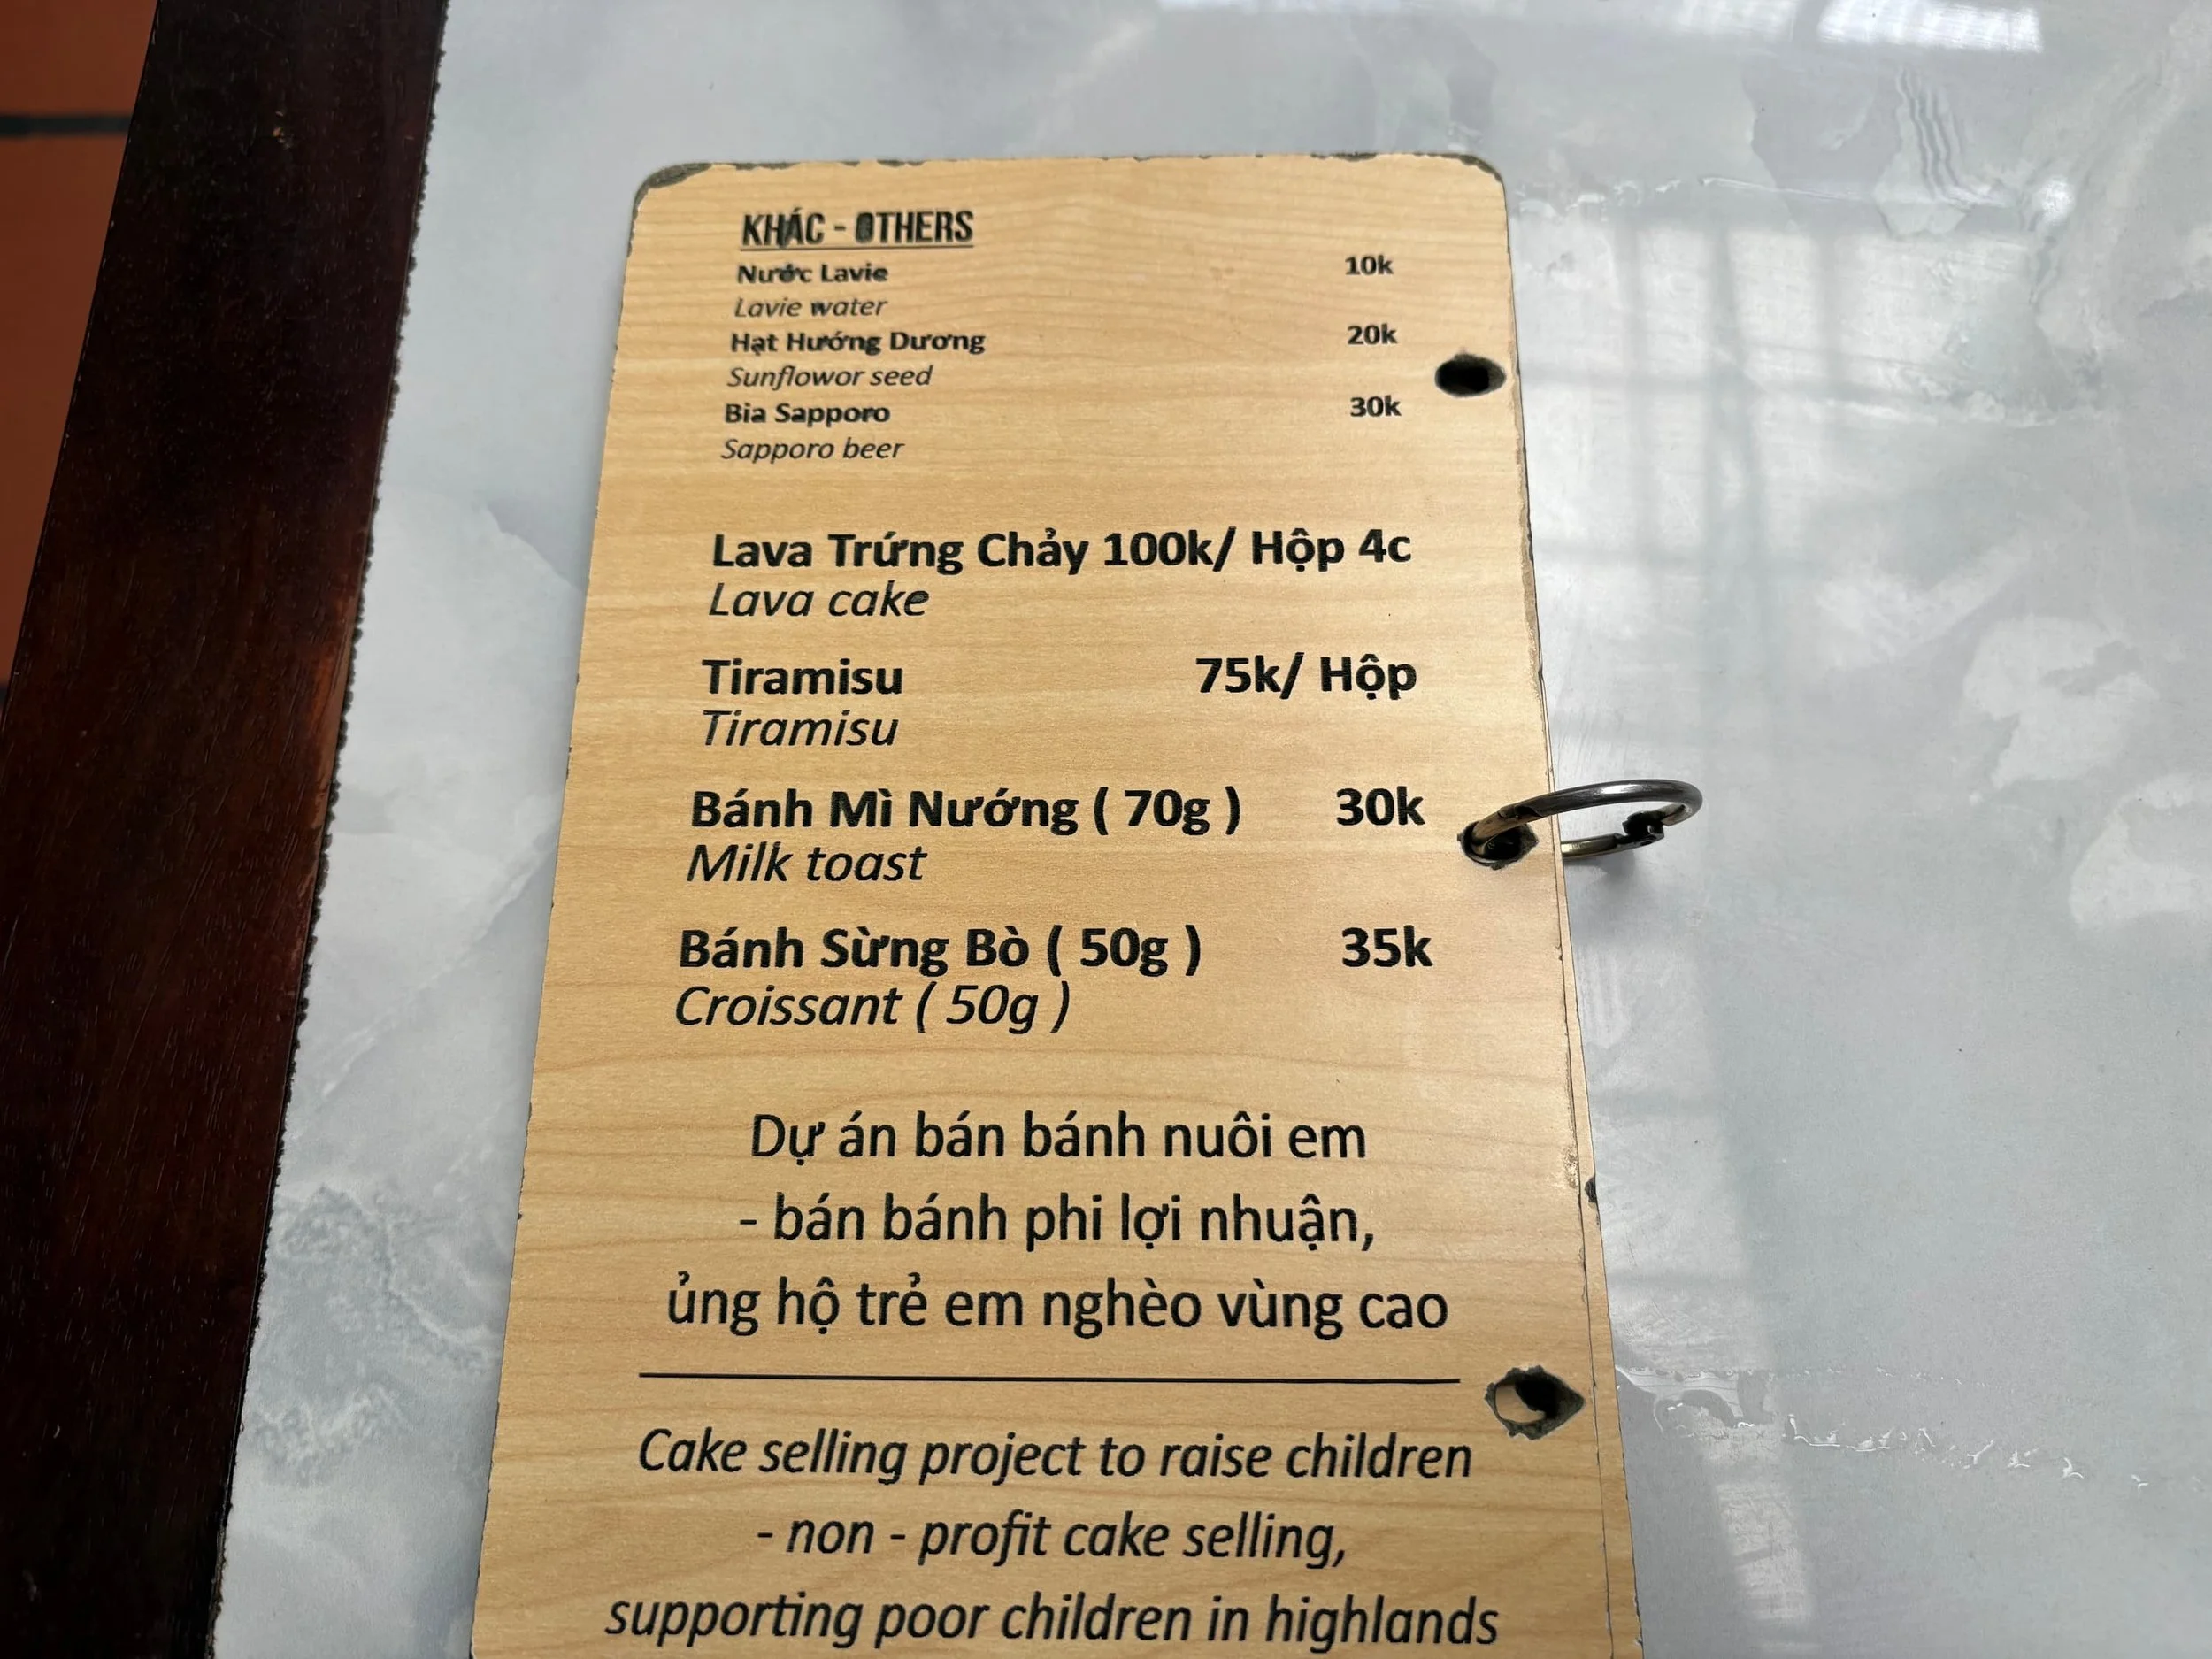 KHÁC - OTHERS
Nước Lavie 10k
Lavie water
Hạt Hướng Dương 20k
Sunflowor seed
Bia Sapporo 30k
Sapporo beer
Lava Trứng Chảy 100k/ Hộp 4c
Lava cake
Tiramisu 75k/ Hộp
Tiramisu
Bánh Mì Nướng ( 70g ) 30k
Milk toast
Bánh Sừng Bò ( 50g ) 35k
Croissant ( 50g )
Dự án bán bánh nuôi em
- bán bánh phi lợi nhuận,
ủng hộ trẻ em nghèo vùng cao
Cake selling project to raise children
- non - profit cake selling,
supporting poor children in highlands